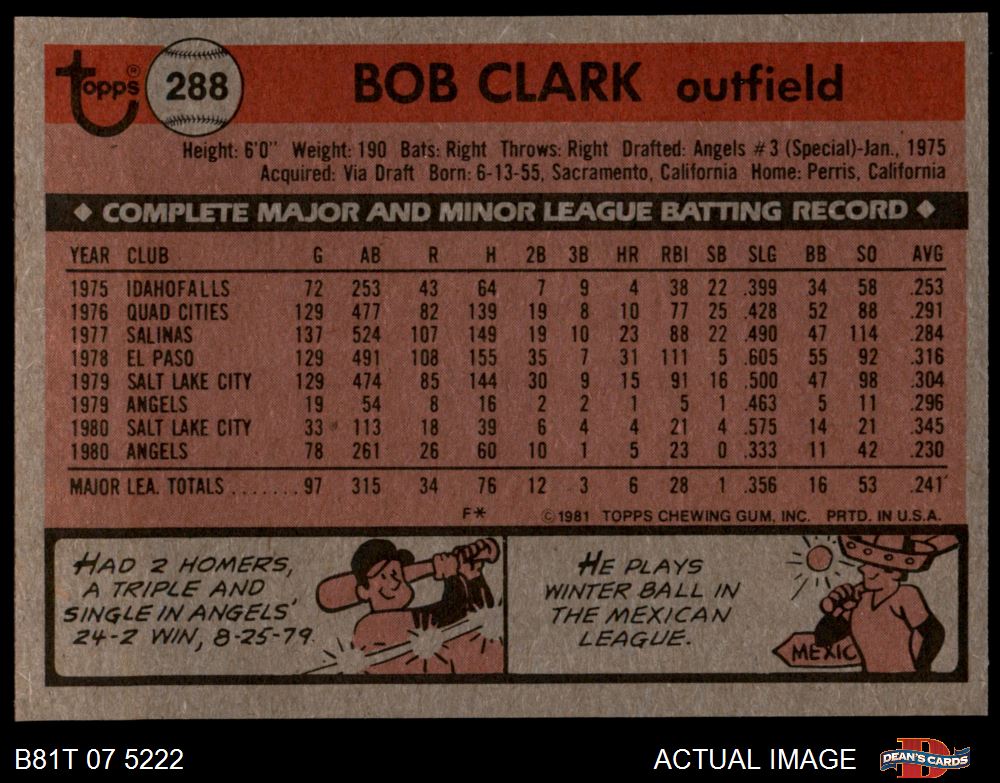 Topps® 288 BOB CLARK outfield
Height: 6'0" Weight: 190 Bats: Right Throws: Right Drafted: Angels #3 (Special)-Jan., 1975
Acquired: Via Draft Born: 6-13-55, Sacramento, California Home: Perris, California
◆ COMPLETE MAJOR AND MINOR LEAGUE BATTING RECORD ◆
YEAR CLUB G AB R H 2B 3B HR RBI SB SLG BB SO AVG
1975 IDAHOFALLS 72 253 43 64 7 9 4 38 22 .399 34 58 .253
1976 QUAD CITIES 129 477 82 139 19 8 10 77 25 .428 52 88 .291
1977 SALINAS 137 524 107 149 19 10 23 88 22 .490 47 114 .284
1978 EL PASO 129 491 108 155 35 7 31 111 5 .605 55 92 .316
1979 SALT LAKE CITY 129 474 85 144 30 9 15 91 16 .500 47 98 .304
1979 ANGELS 19 54 8 16 2 2 1 5 1 .463 5 11 .296
1980 SALT LAKE CITY 33 113 18 39 6 4 4 21 4 .575 14 21 .345
1980 ANGELS 78 261 26 60 10 1 5 23 0 .333 11 42 .230
MAJOR LEA. TOTALS ....... 97 315 34 76 12 3 6 28 1 .356 16 53 .241
F* ©1981 TOPPS CHEWING GUM, INC. PRTD. IN U.S.A.
HAD 2 HOMERS,
A TRIPLE AND
SINGLE IN ANGELS'
24-2 WIN, 8-25-79.
HE PLAYS
WINTER BALL IN
THE MEXICAN
LEAGUE.
MEXIC
B81T 07 5222 ACTUAL IMAGE DEAN'S CARDS